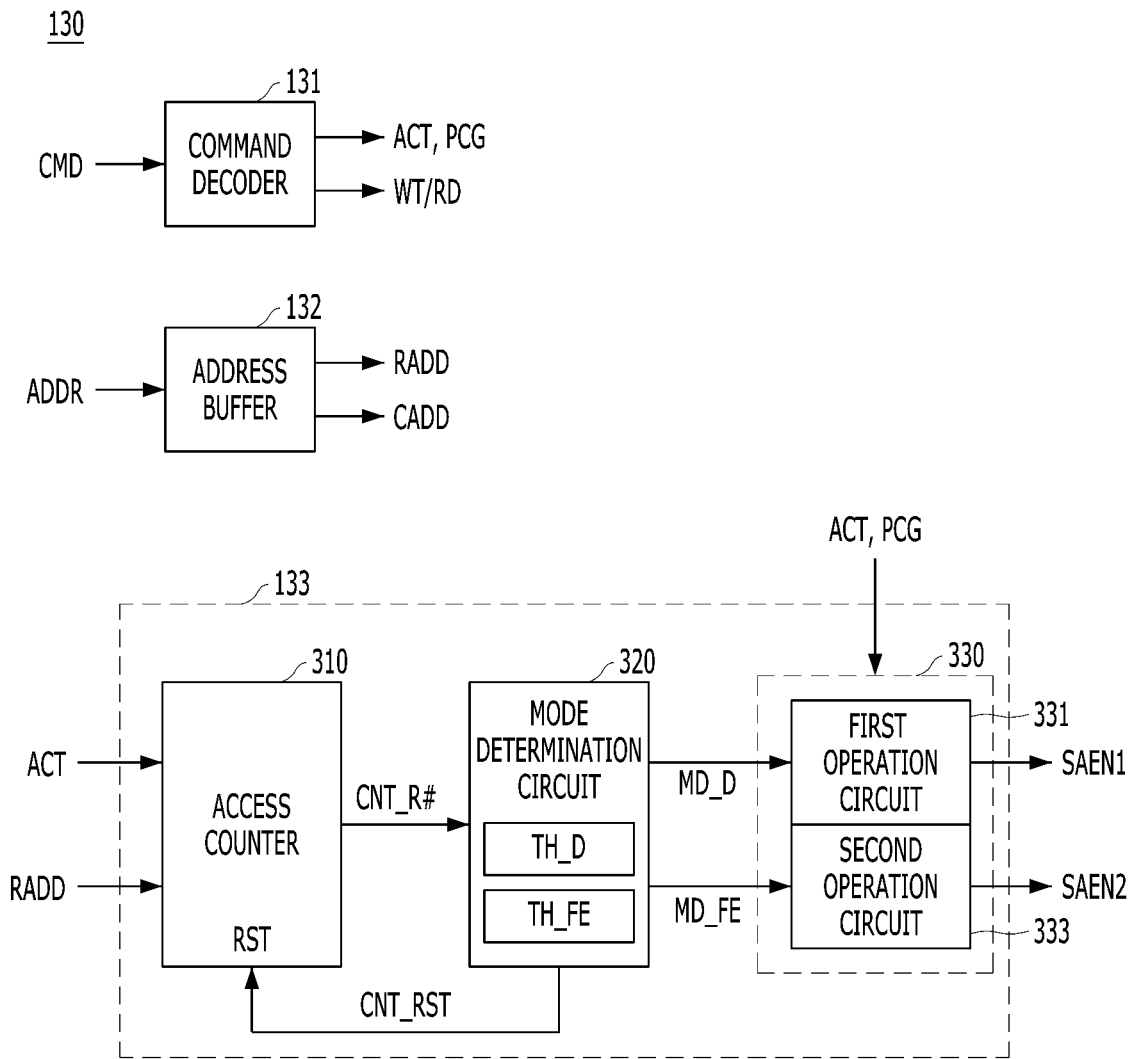 130
131
CMD
COMMAND
DECODER
ACT, PCG
WT/RD
132
ADDR
ADDRESS
BUFFER
RADD
CADD
ACT, PCG
133
310
320
330
ACT
RADD
ACCESS
COUNTER
RST
CNT_R#
MODE
DETERMINATION
CIRCUIT
TH_D
TH_FE
MD_D
MD_FE
FIRST
OPERATION
CIRCUIT
331
SAEN1
SECOND
OPERATION
CIRCUIT
333
SAEN2
CNT_RST